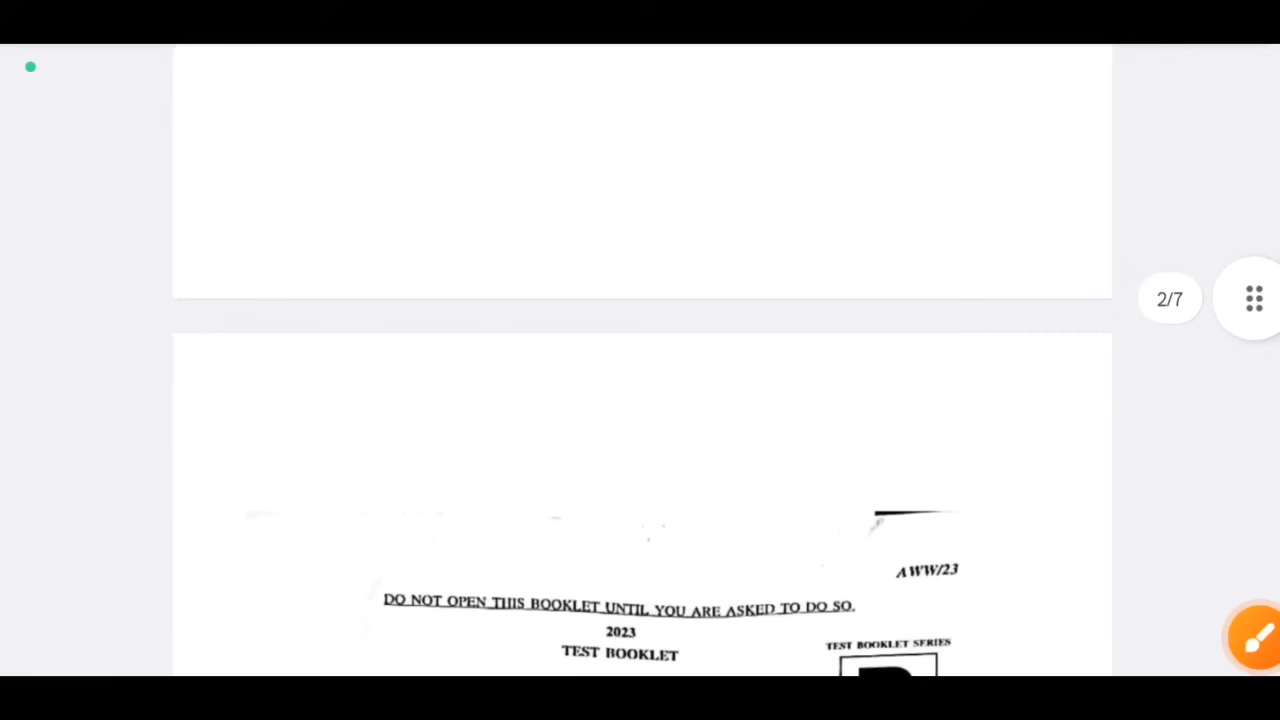 2/7
AWW/23
DO NOT OPEN THIS BOOKLET UNTIL YOU ARE ASKED TO DO SO.
2023
TEST BOOKLET
TEST BOOKLET SERIES